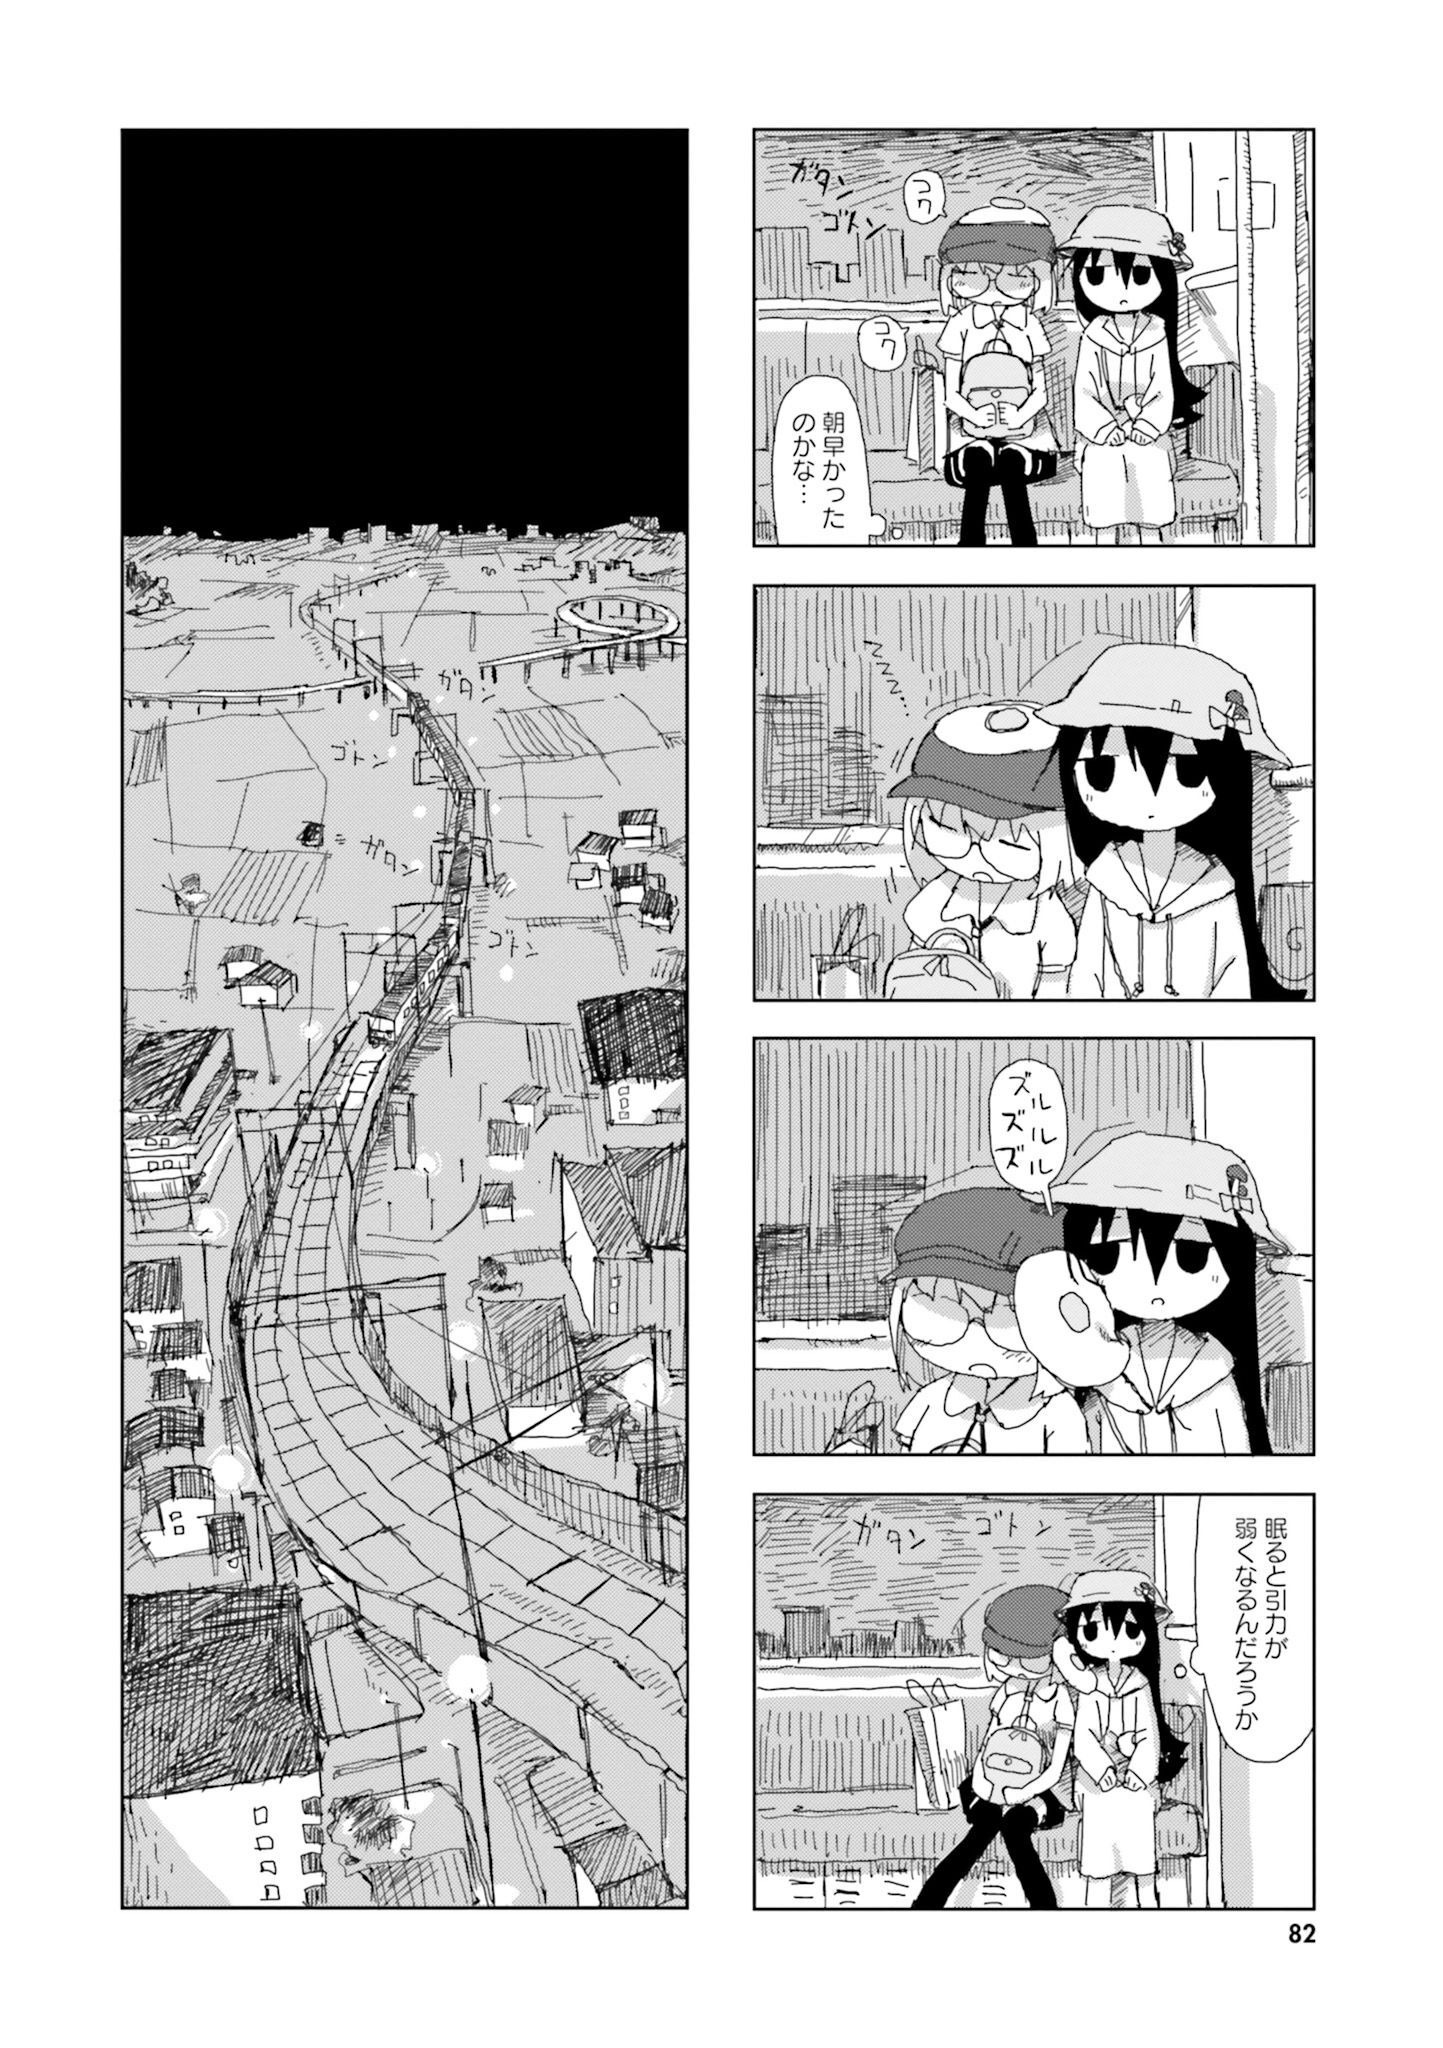 ガタン
ゴトン
コク
コク
朝早かった
のかな…
ズルルル
ズズズ
眠ると引力が
弱くなるんだろうか
ゴトン
ガタン
ガタン
ゴトン
ガタン
ゴトン
82